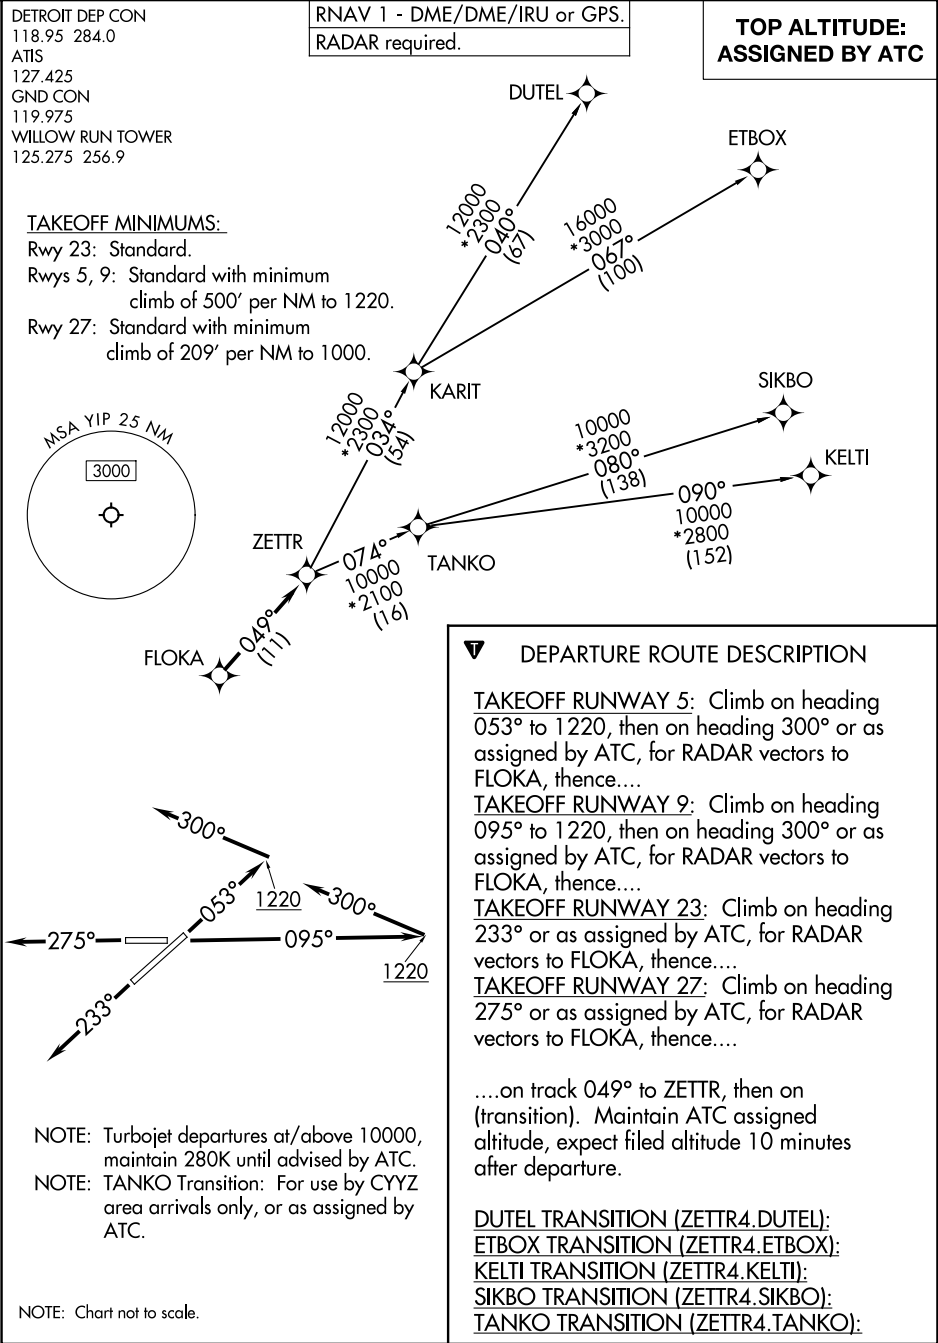 DETROIT DEP CON
118.95 284.0
ATIS
127.425
GND CON
119.975
WILLOW RUN TOWER
125.275 256.9
RNAV 1 - DME/DME/IRU or GPS.
RADAR required.
TOP ALTITUDE:
ASSIGNED BY ATC
DUTEL
ETBOX
12000
*2300
040°
(67)
16000
*3000
067°
(100)
TAKEOFF MINIMUMS:
Rwy 23: Standard.
Rwys 5, 9: Standard with minimum
climb of 500' per NM to 1220.
Rwy 27: Standard with minimum
climb of 209' per NM to 1000.
KARIT
SIKBO
MSA YIP 25 NM
3000
12000
*2300
034°
(54)
10000
*3200
080°
(138)
KELTI
090°
10000
*2800
(152)
ZETTR
074°
10000
*2100
(16)
TANKO
049°
(11)
FLOKA
T
DEPARTURE ROUTE DESCRIPTION
TAKEOFF RUNWAY 5: Climb on heading
053° to 1220, then on heading 300° or as
assigned by ATC, for RADAR vectors to
FLOKA, thence....
TAKEOFF RUNWAY 9: Climb on heading
095° to 1220, then on heading 300° or as
assigned by ATC, for RADAR vectors to
FLOKA, thence....
TAKEOFF RUNWAY 23: Climb on heading
233° or as assigned by ATC, for RADAR
vectors to FLOKA, thence....
TAKEOFF RUNWAY 27: Climb on heading
275° or as assigned by ATC, for RADAR
vectors to FLOKA, thence....
....on track 049° to ZETTR, then on
(transition). Maintain ATC assigned
altitude, expect filed altitude 10 minutes
after departure.
DUTEL TRANSITION (ZETTR4.DUTEL):
ETBOX TRANSITION (ZETTR4.ETBOX):
KELTI TRANSITION (ZETTR4.KELTI):
SIKBO TRANSITION (ZETTR4.SIKBO):
TANKO TRANSITION (ZETTR4.TANKO):
300°
053°
1220
300°
275°
095°
1220
233°
NOTE: Turbojet departures at/above 10000,
maintain 280K until advised by ATC.
NOTE: TANKO Transition: For use by CYYZ
area arrivals only, or as assigned by
ATC.
NOTE: Chart not to scale.